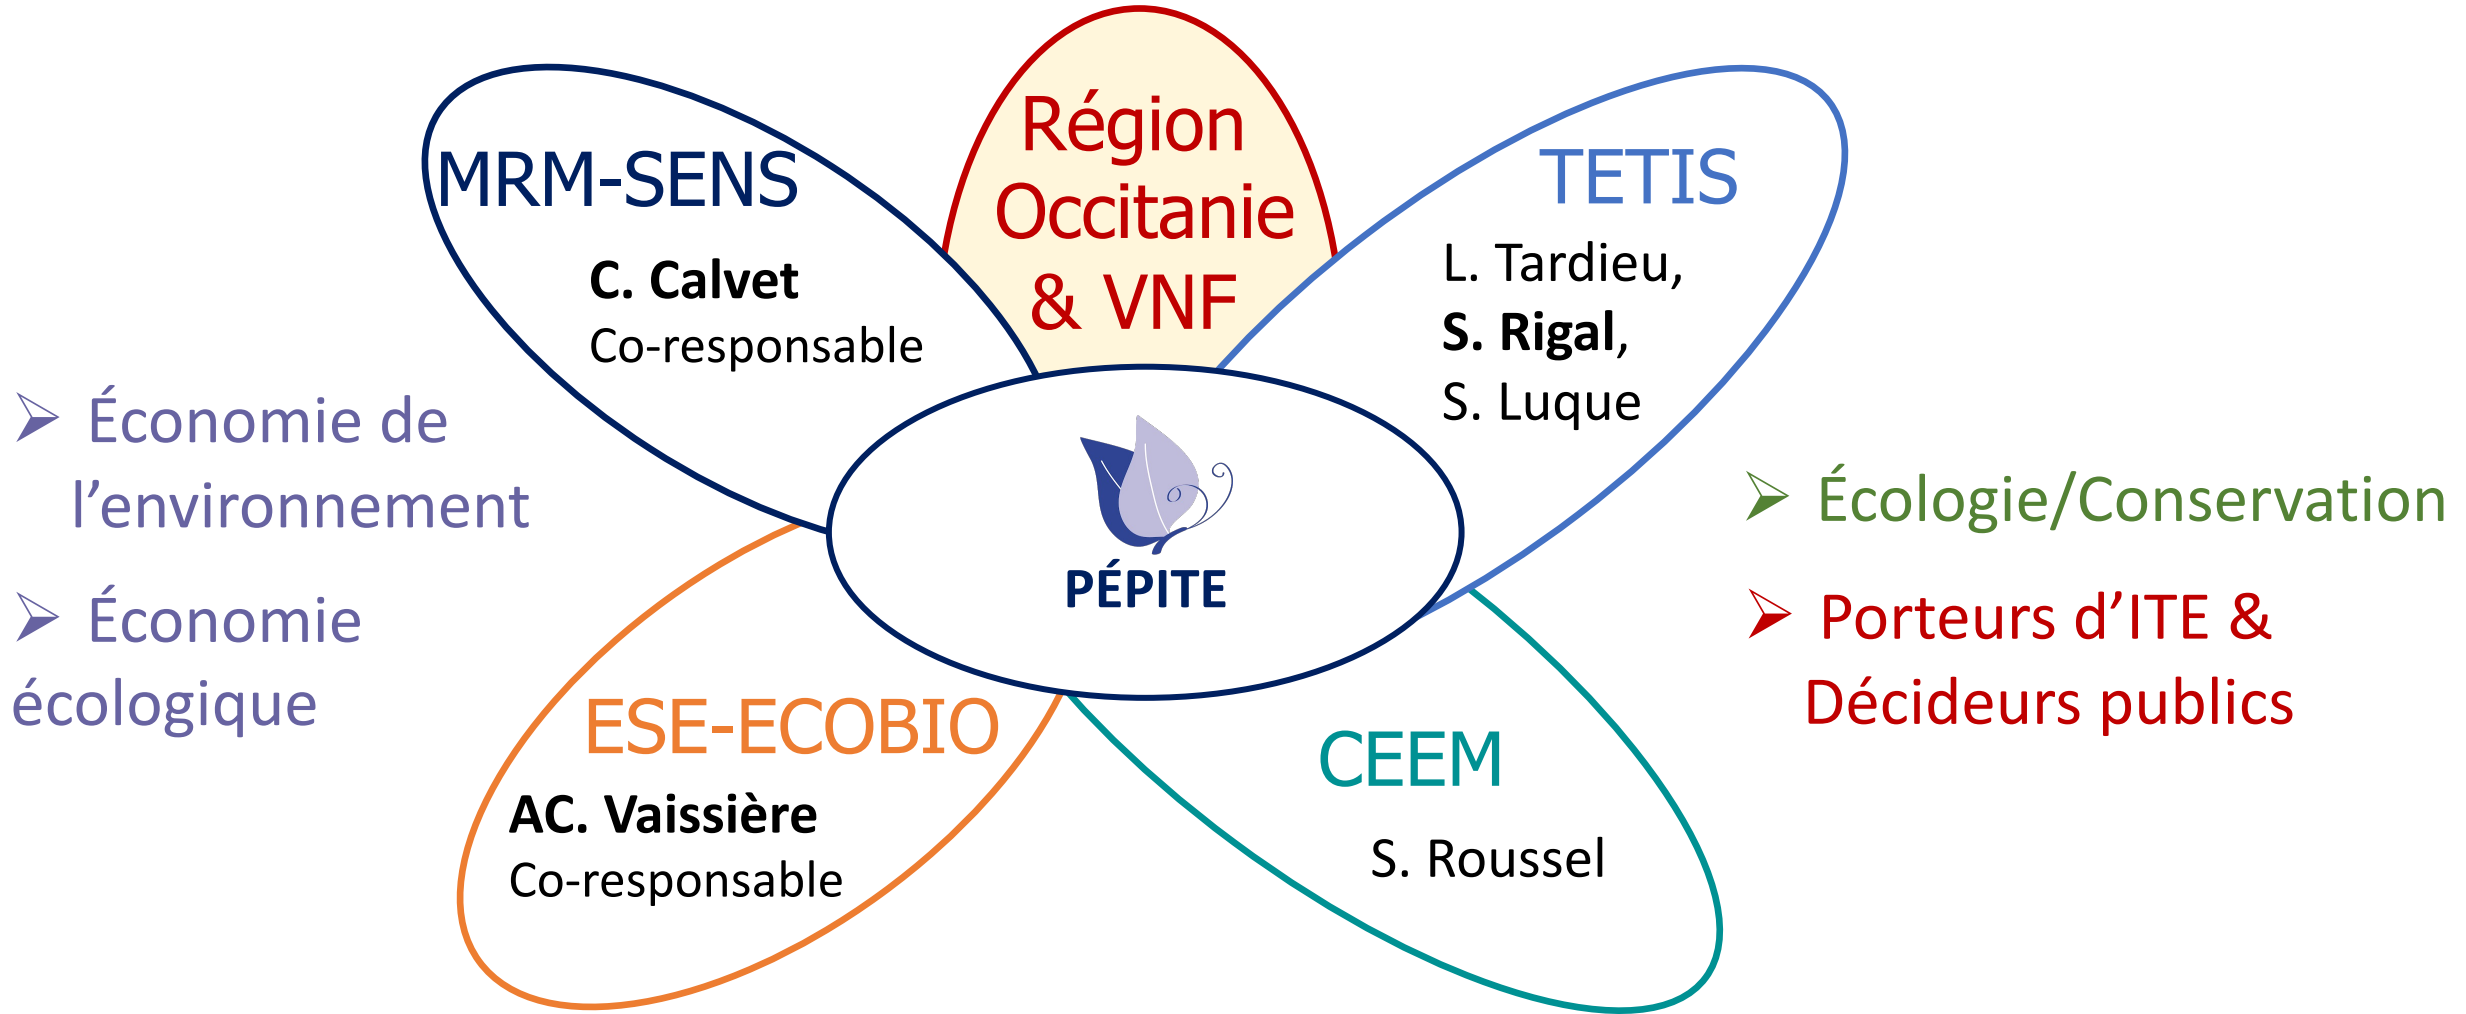 Région
Occitanie
& VNF
MRM-SENS
C. Calvet
Co-responsable
TETIS
L. Tardieu,
S. Rigal,
S. Luque
➢ Économie de
l’environnement
➢ Économie
écologique
PÉPITE
➢ Écologie/Conservation
➢ Porteurs d’ITE &
Décideurs publics
ESE-ECOBIO
AC. Vaissière
Co-responsable
CEEM
S. Roussel